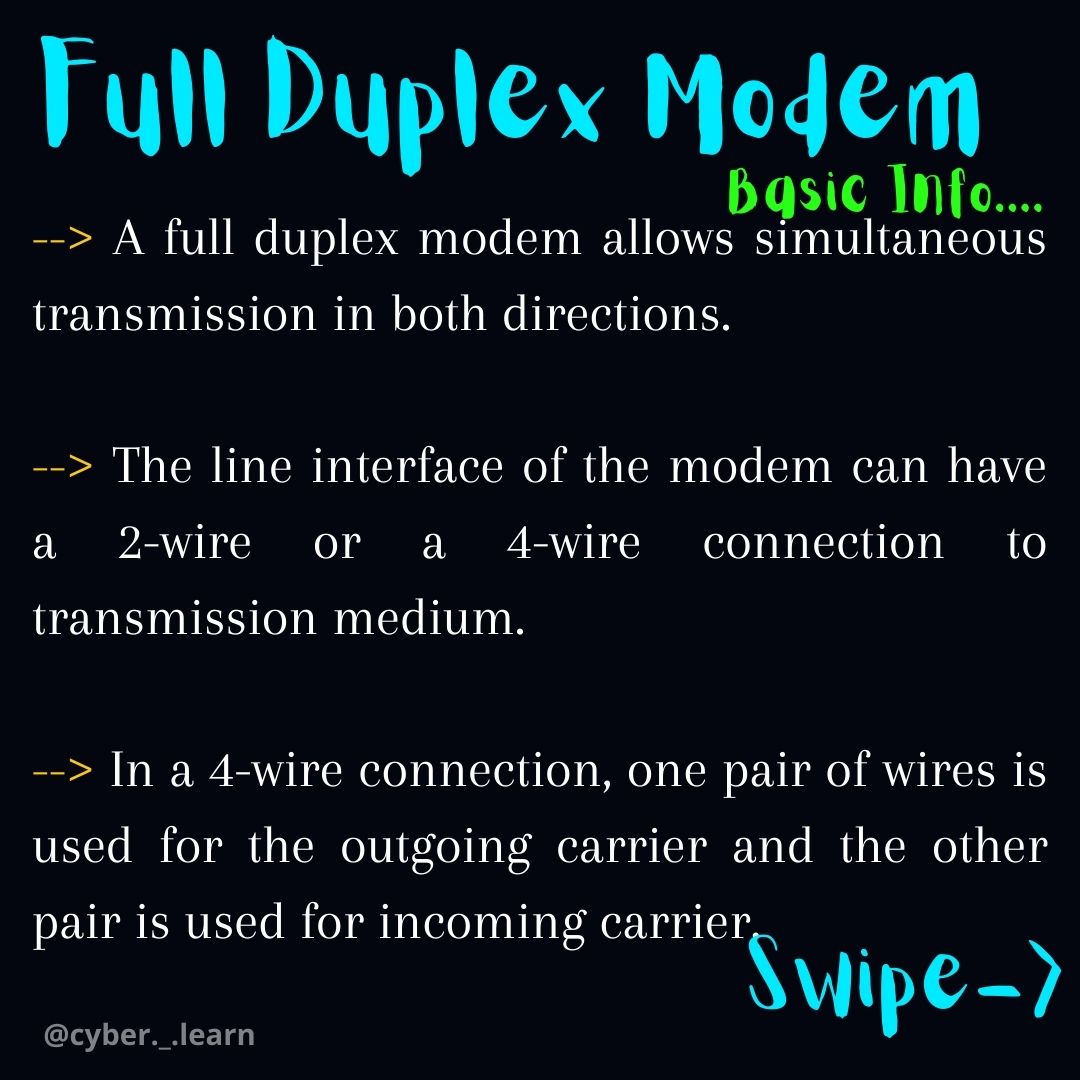 Full Duplex Modem
Basic Info....
--> A full duplex modem allows simultaneous
transmission in both directions.
--> The line interface of the modem can have
a 2-wire or a 4-wire connection to
transmission medium.
--> In a 4-wire connection, one pair of wires is
used for the outgoing carrier and the other
pair is used for incoming carrier.
Swipe->
@cyber._.learn